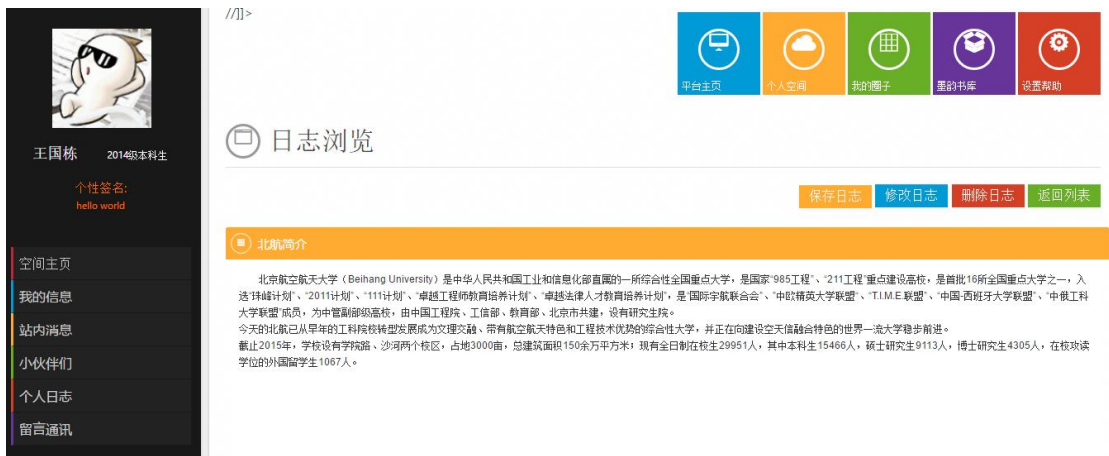 //]]>
平台主页
个人空间
我的圈子
墨韵书库
设置帮助
王国栋 2014级本科生
个性签名:
hello world
空间主页
我的信息
站内消息
小伙伴们
个人日志
留言通讯
日志浏览
保存日志 修改日志 删除日志 返回列表
北航简介
北京航空航天大学（Beihang University）是中华人民共和国工业和信息化部直属的一所综合性全国重点大学，是国家“985工程”、“211工程”重点建设高校，是首批16所全国重点大学之一，入
选“珠峰计划”、“2011计划”、“111计划”、“卓越工程师教育培养计划”、“卓越法律人才教育培养计划”，是“国际宇航联合会”、“中欧精英大学联盟”、“T.I.M.E.联盟”、“中国-西班牙大学联盟”、“中俄工科
大学联盟”成员，为中管副部级高校，由中国工程院、工信部、教育部、北京市共建，设有研究生院。
今天的北航已从早年的工科院校转型发展成为文理交融、带有航空航天特色和工程技术优势的综合性大学，并正在向建设空天信融合特色的世界一流大学稳步前进。
截止2015年，学校设有学院路、沙河两个校区，占地3000亩，总建筑面积150余万平方米；现有全日制在校生29951人，其中本科生15466人，硕士研究生9113人，博士研究生4305人，在校攻读
学位的外国留学生1067人。